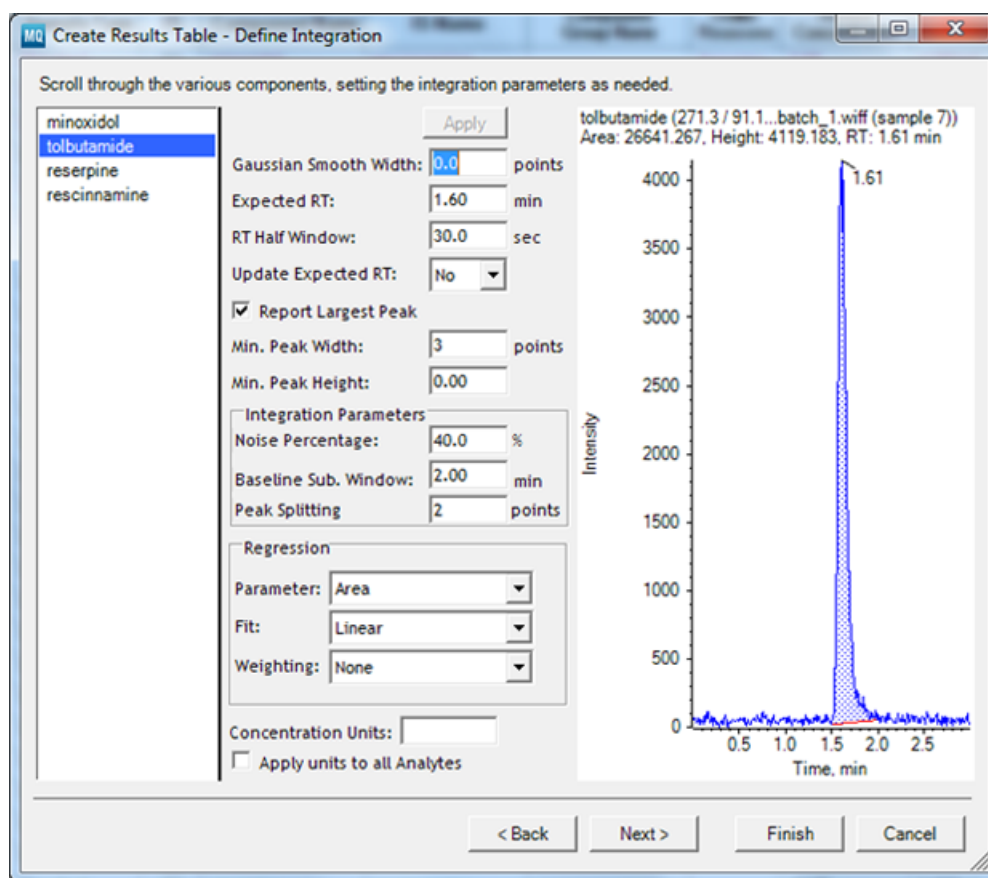 MQ Create Results Table - Define Integration
Scroll through the various components, setting the integration parameters as needed.
minoxidol
tolbutamide
reserpine
rescinnamine
Apply
Gaussian Smooth Width: 0.0 points
Expected RT: 1.60 min
RT Half Window: 30.0 sec
Update Expected RT: No
Report Largest Peak
Min. Peak Width: 3 points
Min. Peak Height: 0.00
Integration Parameters
Noise Percentage: 40.0 %
Baseline Sub. Window: 2.00 min
Peak Splitting 2 points
Regression
Parameter: Area
Fit: Linear
Weighting: None
Concentration Units:
Apply units to all Analytes
tolbutamide (271.3 / 91.1...batch_1.wiff (sample 7))
Area: 26641.267, Height: 4119.183, RT: 1.61 min
1.61
4000
3500
3000
2500
2000
1500
1000
500
0
Intensity
0.5 1.0 1.5 2.0 2.5
Time, min
< Back Next > Finish Cancel